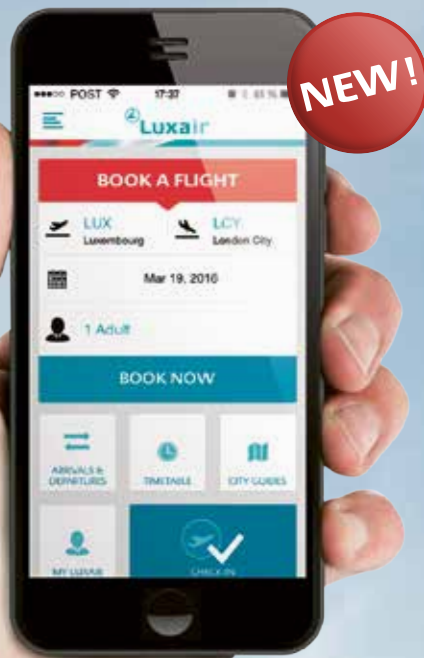 NEW!
POST 17:37
Luxair
BOOK A FLIGHT
LUX LCY
Luxembourg London City
Mar 19, 2016
1 Adult
BOOK NOW
ARRIVALS & DEPARTURES
TIMETABLE
CITY GUIDES
MY LUXAIR
CHECK-IN